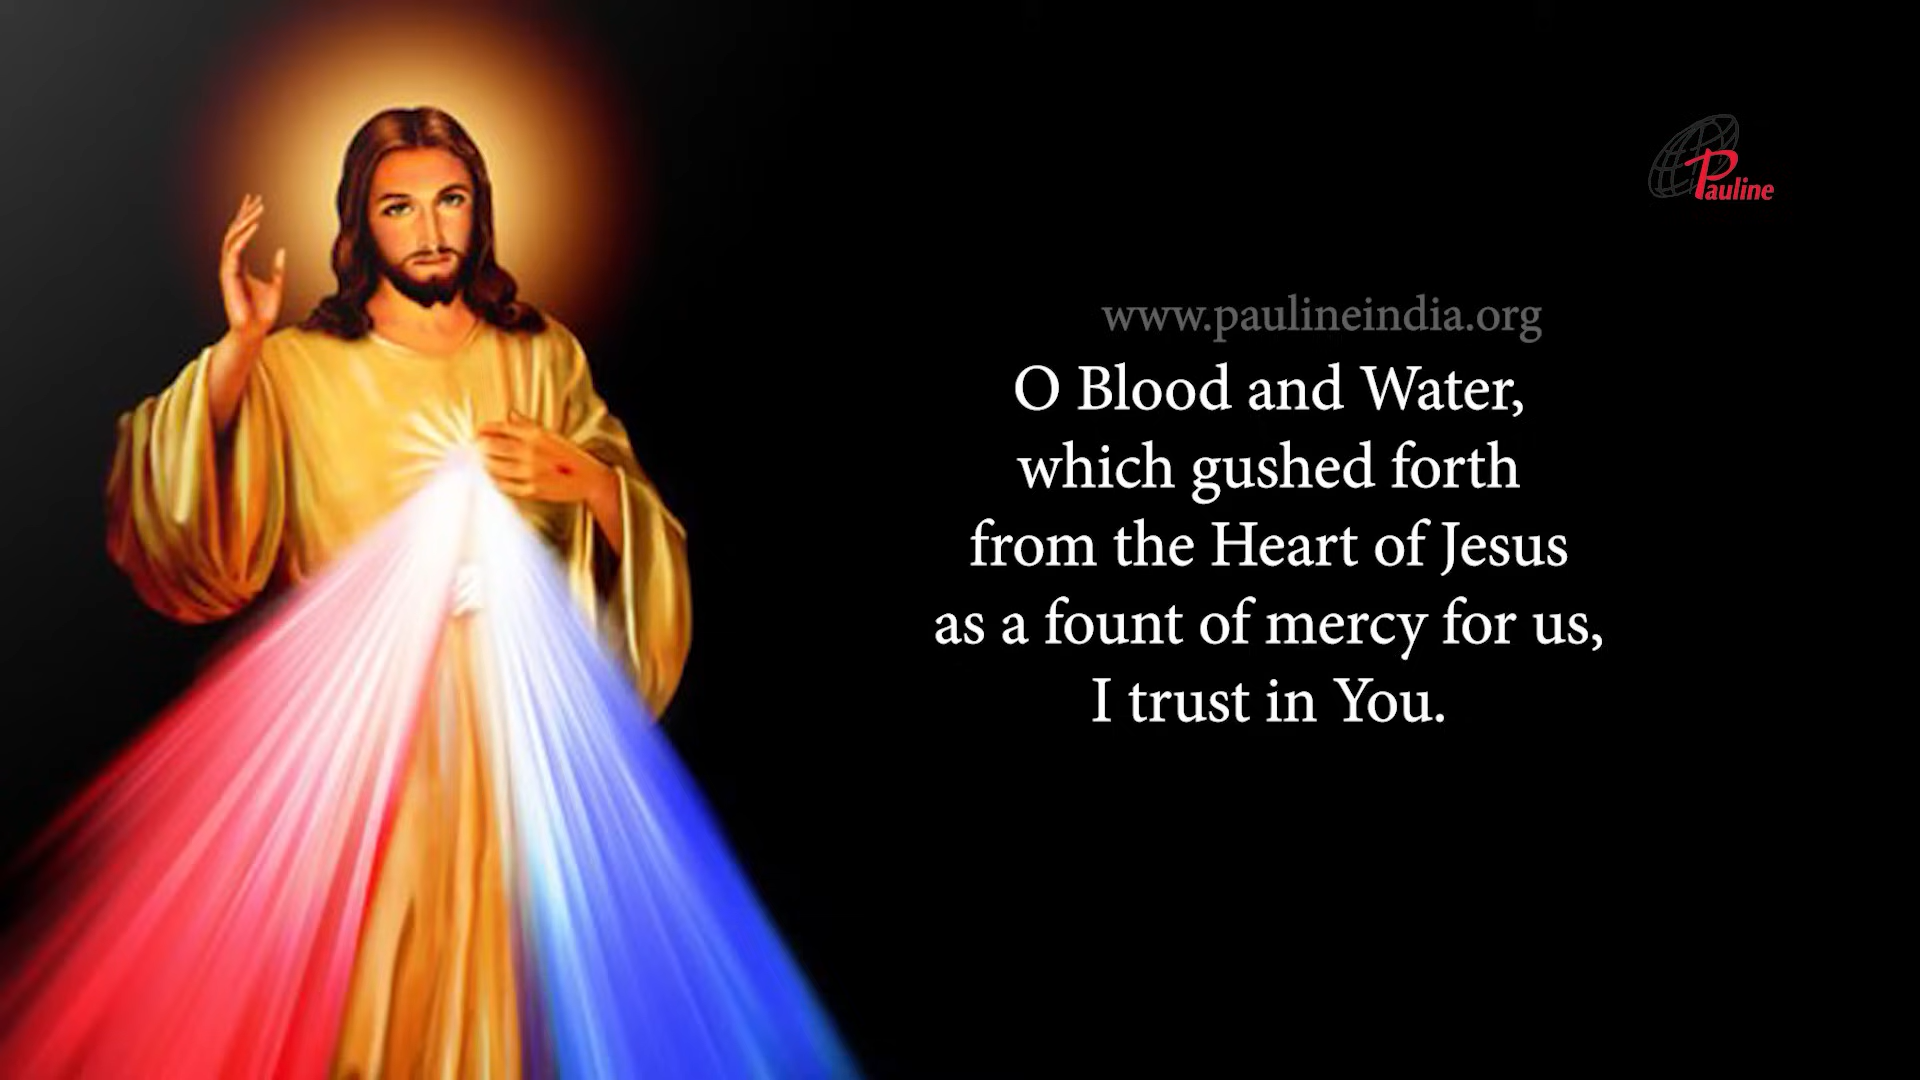 Pauline
www.paulineindia.org
O Blood and Water,
which gushed forth
from the Heart of Jesus
as a fount of mercy for us,
I trust in You.